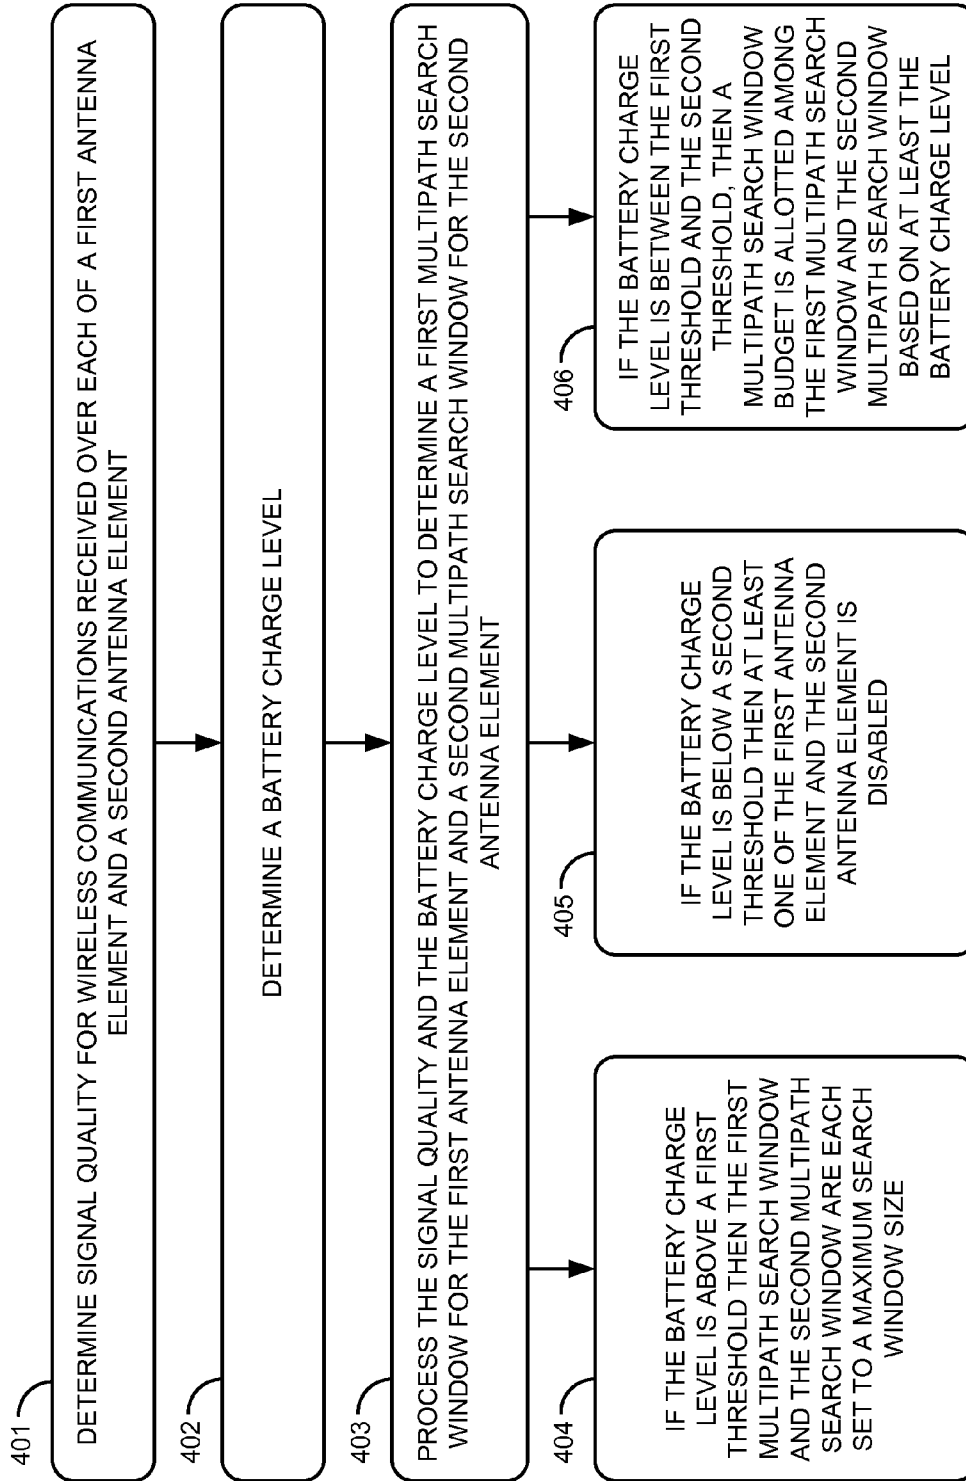 401
DETERMINE SIGNAL QUALITY FOR WIRELESS COMMUNICATIONS RECEIVED OVER EACH OF A FIRST ANTENNA
ELEMENT AND A SECOND ANTENNA ELEMENT
402
DETERMINE A BATTERY CHARGE LEVEL
403
PROCESS THE SIGNAL QUALITY AND THE BATTERY CHARGE LEVEL TO DETERMINE A FIRST MULTIPATH SEARCH
WINDOW FOR THE FIRST ANTENNA ELEMENT AND A SECOND MULTIPATH SEARCH WINDOW FOR THE SECOND
ANTENNA ELEMENT
404
IF THE BATTERY CHARGE
LEVEL IS ABOVE A FIRST
THRESHOLD THEN THE FIRST
MULTIPATH SEARCH WINDOW
AND THE SECOND MULTIPATH
SEARCH WINDOW ARE EACH
SET TO A MAXIMUM SEARCH
WINDOW SIZE
405
IF THE BATTERY CHARGE
LEVEL IS BELOW A SECOND
THRESHOLD THEN AT LEAST
ONE OF THE FIRST ANTENNA
ELEMENT AND THE SECOND
ANTENNA ELEMENT IS
DISABLED
406
IF THE BATTERY CHARGE
LEVEL IS BETWEEN THE FIRST
THRESHOLD AND THE SECOND
THRESHOLD, THEN A
MULTIPATH SEARCH WINDOW
BUDGET IS ALLOTTED AMONG
THE FIRST MULTIPATH SEARCH
WINDOW AND THE SECOND
MULTIPATH SEARCH WINDOW
BASED ON AT LEAST THE
BATTERY CHARGE LEVEL